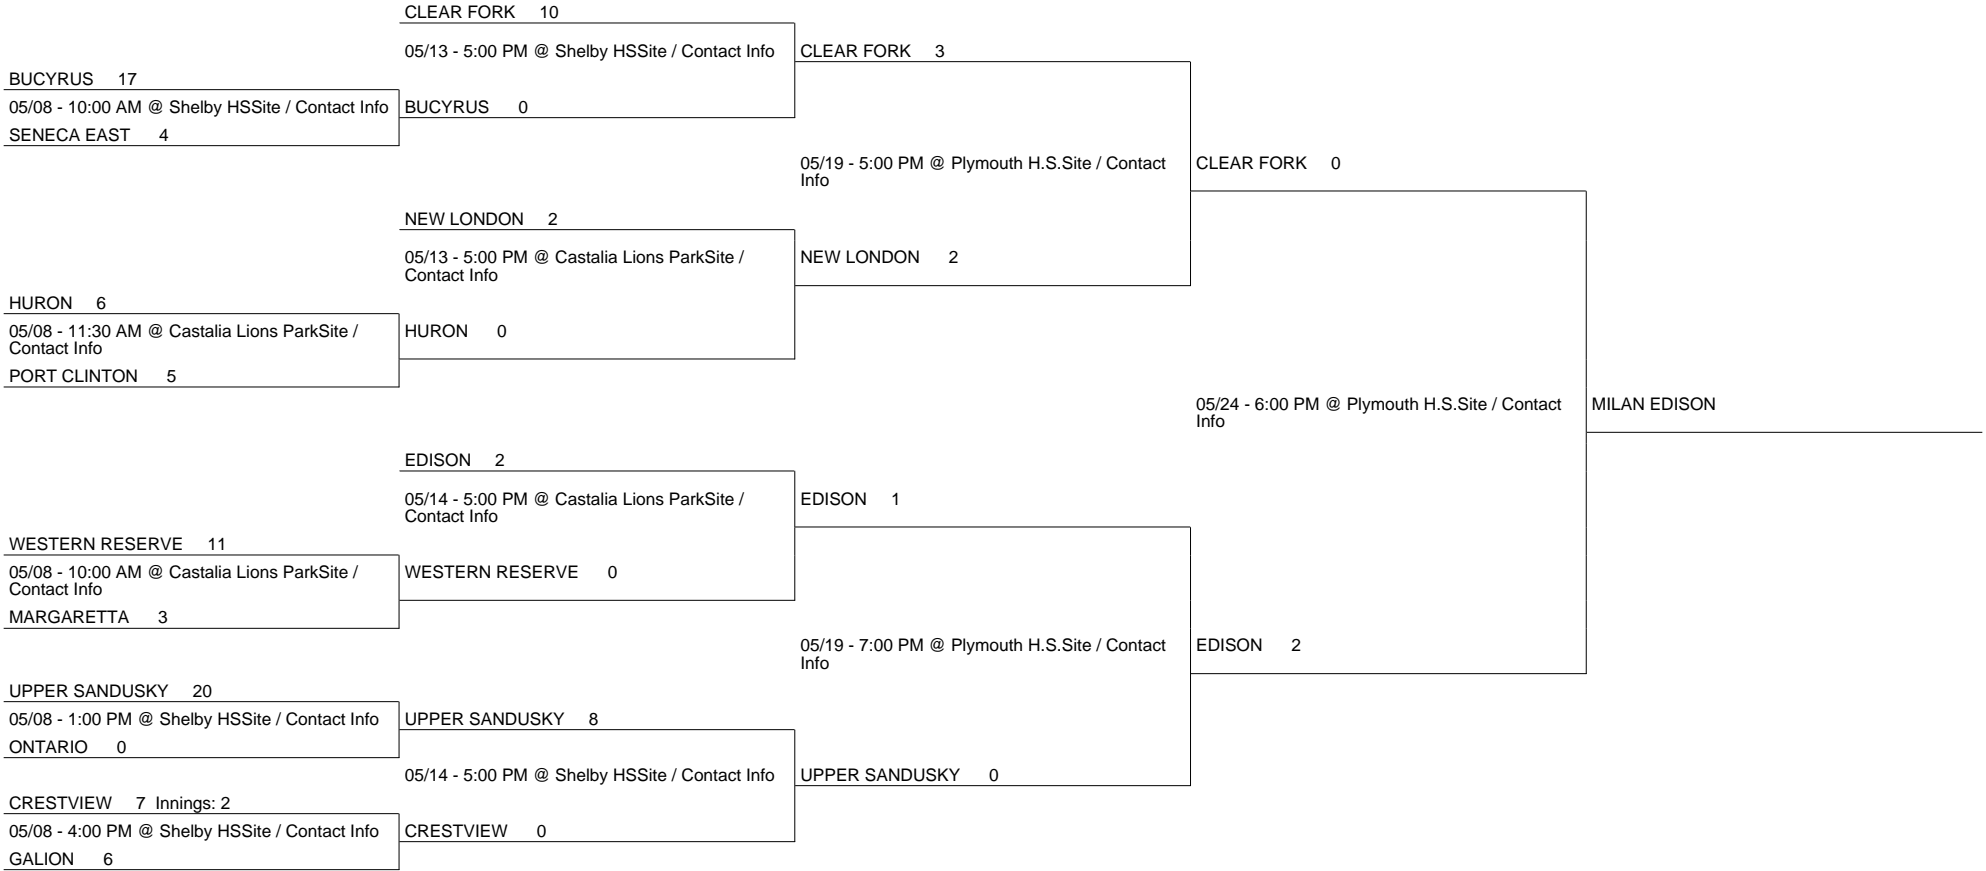 CLEAR FORK 10
05/13 - 5:00 PM @ Shelby HSSite / Contact Info
CLEAR FORK 3
BUCYRUS 17
05/08 - 10:00 AM @ Shelby HSSite / Contact Info
BUCYRUS 0
SENECA EAST 4
05/19 - 5:00 PM @ Plymouth H.S.Site / Contact
Info
CLEAR FORK 0
NEW LONDON 2
05/13 - 5:00 PM @ Castalia Lions ParkSite /
Contact Info
NEW LONDON 2
HURON 6
05/08 - 11:30 AM @ Castalia Lions ParkSite /
Contact Info
HURON 0
PORT CLINTON 5
05/24 - 6:00 PM @ Plymouth H.S.Site / Contact
Info
MILAN EDISON
EDISON 2
05/14 - 5:00 PM @ Castalia Lions ParkSite /
Contact Info
EDISON 1
WESTERN RESERVE 11
05/08 - 10:00 AM @ Castalia Lions ParkSite /
Contact Info
WESTERN RESERVE 0
MARGARETTA 3
05/19 - 7:00 PM @ Plymouth H.S.Site / Contact
Info
EDISON 2
UPPER SANDUSKY 20
05/08 - 1:00 PM @ Shelby HSSite / Contact Info
UPPER SANDUSKY 8
ONTARIO 0
05/14 - 5:00 PM @ Shelby HSSite / Contact Info
UPPER SANDUSKY 0
CRESTVIEW 7 Innings: 2
05/08 - 4:00 PM @ Shelby HSSite / Contact Info
CRESTVIEW 0
GALION 6